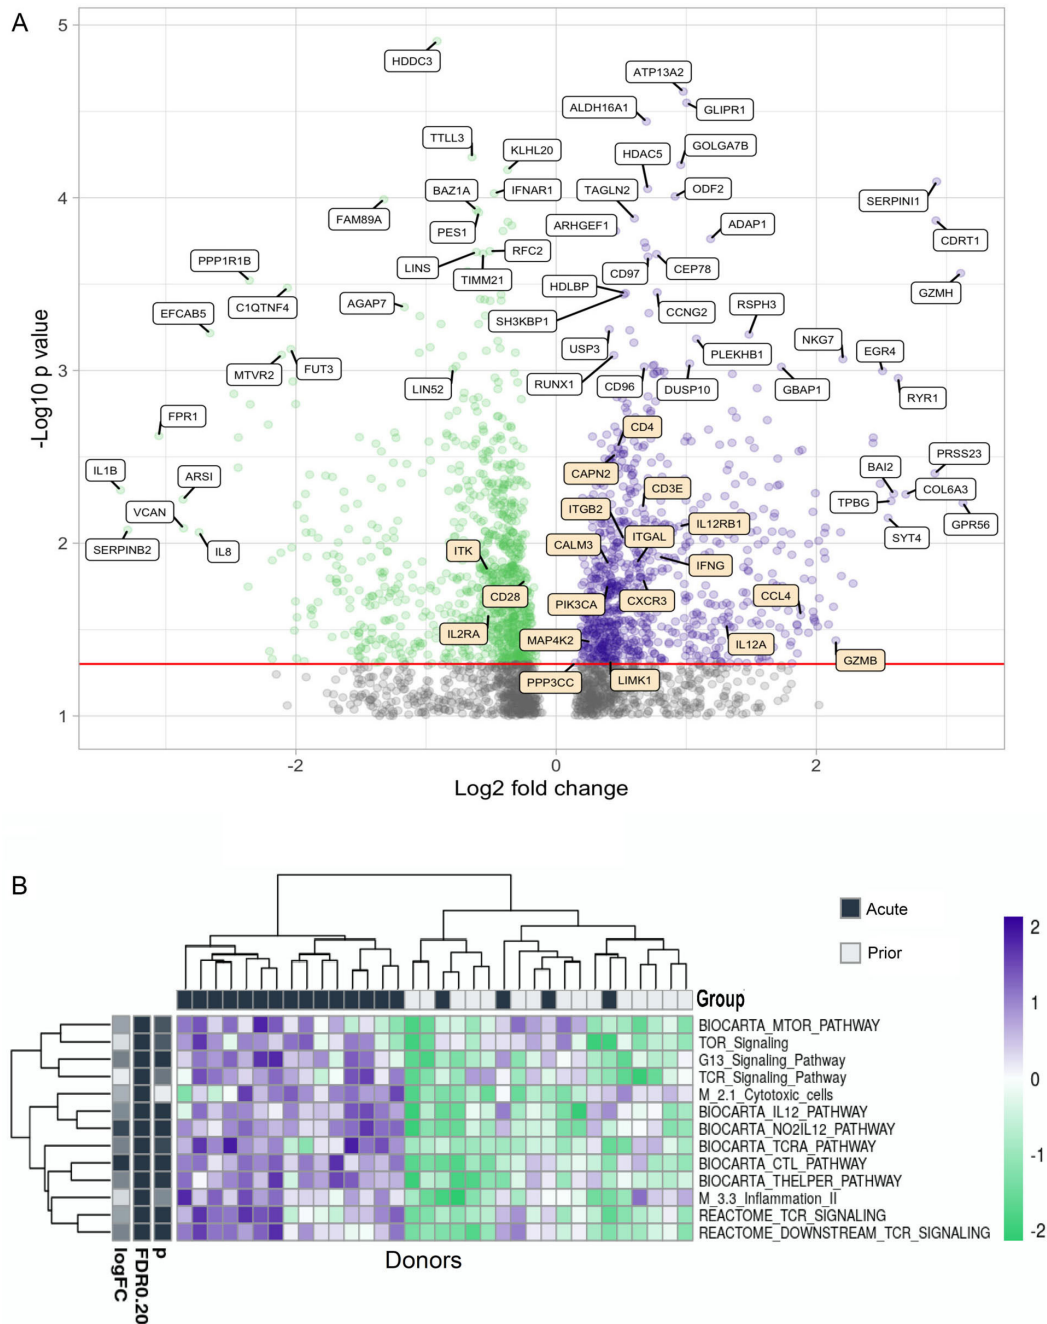 A
5
HDDC3
ATP13A2
ALDH16A1
GLIPR1
TTLL3
KLHL20
GOLGA7B
HDAC5
BAZ1A
IFNAR1
TAGLN2
ODF2
SERPINI1
4
FAM89A
PES1
ARHGEF1
ADAP1
CDRT1
RFC2
LINS
TIMM21
CD97
CEP78
PPP1R1B
HDLBP
GZMH
C1QTNF4
AGAP7
EFCAB5
SH3KBP1
CCNG2
RSPH3
NKG7
EGR4
USP3
PLEKHB1
MTVR2
FUT3
3
LIN52
RUNX1
CD96
DUSP10
GBAP1
RYR1
FPR1
CD4
PRSS23
IL1B
ARSI
CAPN2
CD3E
BAI2
COL6A3
VCAN
ITGB2
IL12RB1
TPBG
GPR56
SERPINB2
IL8
ITK
CALM3
ITGAL
SYT4
2
IFNG
CD28
PIK3CA
CXCR3
CCL4
IL2RA
MAP4K2
IL12A
GZMB
PPP3CC
LIMK1
1
-Log10 p value
-2
0
2
Log2 fold change
B
Acute
Prior
Group
2
1
0
-1
-2
BIOCARTA_MTOR_PATHWAY
TOR_Signaling
G13_Signaling_Pathway
TCR_Signaling_Pathway
M_2.1_Cytotoxic_cells
BIOCARTA_IL12_PATHWAY
BIOCARTA_NO2IL12_PATHWAY
BIOCARTA_TCRA_PATHWAY
BIOCARTA_CTL_PATHWAY
BIOCARTA_THELPER_PATHWAY
M_3.3_Inflammation_II
REACTOME_TCR_SIGNALING
REACTOME_DOWNSTREAM_TCR_SIGNALING
logFC
FDR0.20
p
Donors